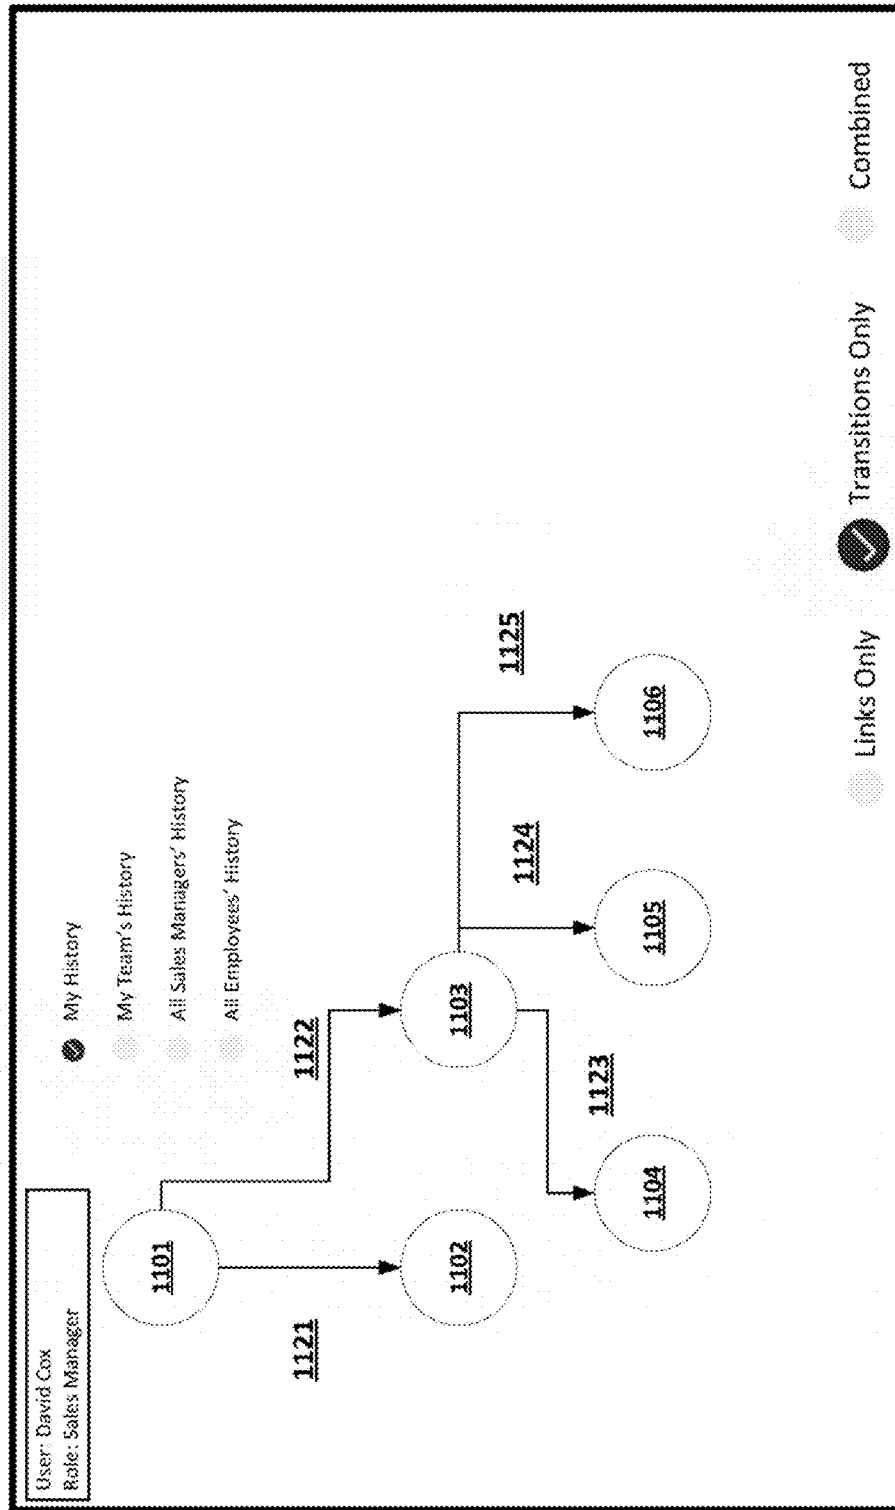 User: David Cox
Role: Sales Manager
My History
My Team's History
All Sales Managers' History
All Employees' History
1101
1121
1122
1102
1103
1124
1125
1123
1104
1105
1106
Links Only
Transitions Only
Combined